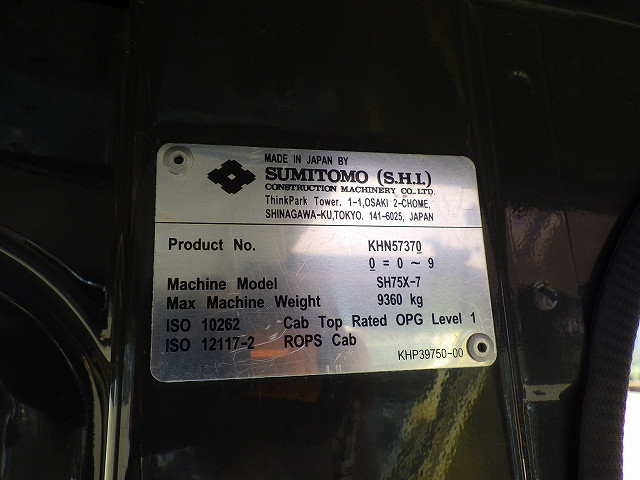 MADE IN JAPAN BY
SUMITOMO (S.H.I.)
CONSTRUCTION MACHINERY CO., LTD.
ThinkPark Tower. 1-1,OSAKI 2-CHOME,
SHINAGAWA-KU,TOKYO. 141-6025, JAPAN
Product No. KHN57370
0 = 0 ~ 9
Machine Model SH75X-7
Max Machine Weight 9360 kg
ISO 10262 Cab Top Rated OPG Level 1
ISO 12117-2 ROPS Cab
KHP39750-00